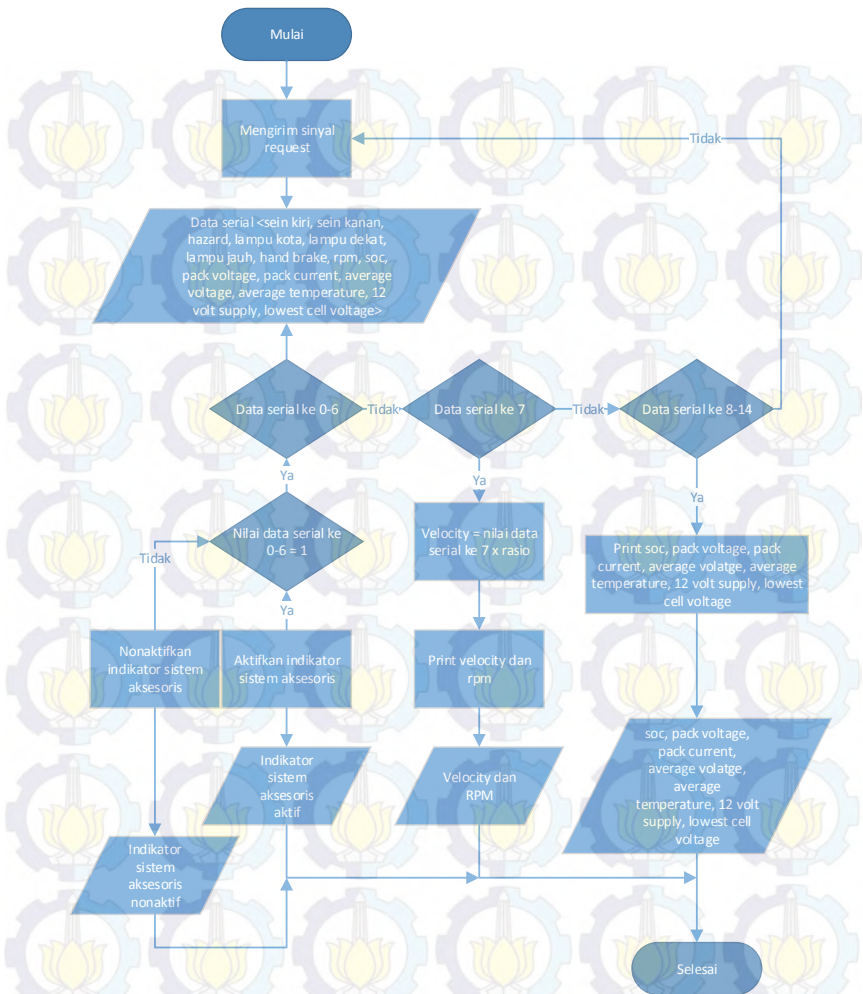 Mulai
Mengirim sinyal
request
Tidak
Data serial <sein kiri, sein kanan,
hazard, lampu kota, lampu dekat,
lampu jauh, hand brake, rpm, soc,
pack voltage, pack current, average
voltage, average temperature, 12
volt supply, lowest cell voltage>
Data serial ke 0-6
Tidak
Data serial ke 7
Tidak
Data serial ke 8-14
Ya
Ya
Ya
Nilai data serial ke
0-6 = 1
Velocity = nilai data
serial ke 7 x rasio
Print soc, pack voltage, pack
current, average volatge, average
temperature, 12 volt supply, lowest
cell voltage
Tidak
Ya
Nonaktifkan
indikator sistem
aksesoris
Aktifkan indikator
sistem aksesoris
Print velocity dan
rpm
Indikator
sistem
aksesoris
aktif
Velocity dan
RPM
soc, pack voltage,
pack current,
average volatge,
average
temperature, 12 volt
supply, lowest cell
voltage
Indikator
sistem
aksesoris
nonaktif
Selesai